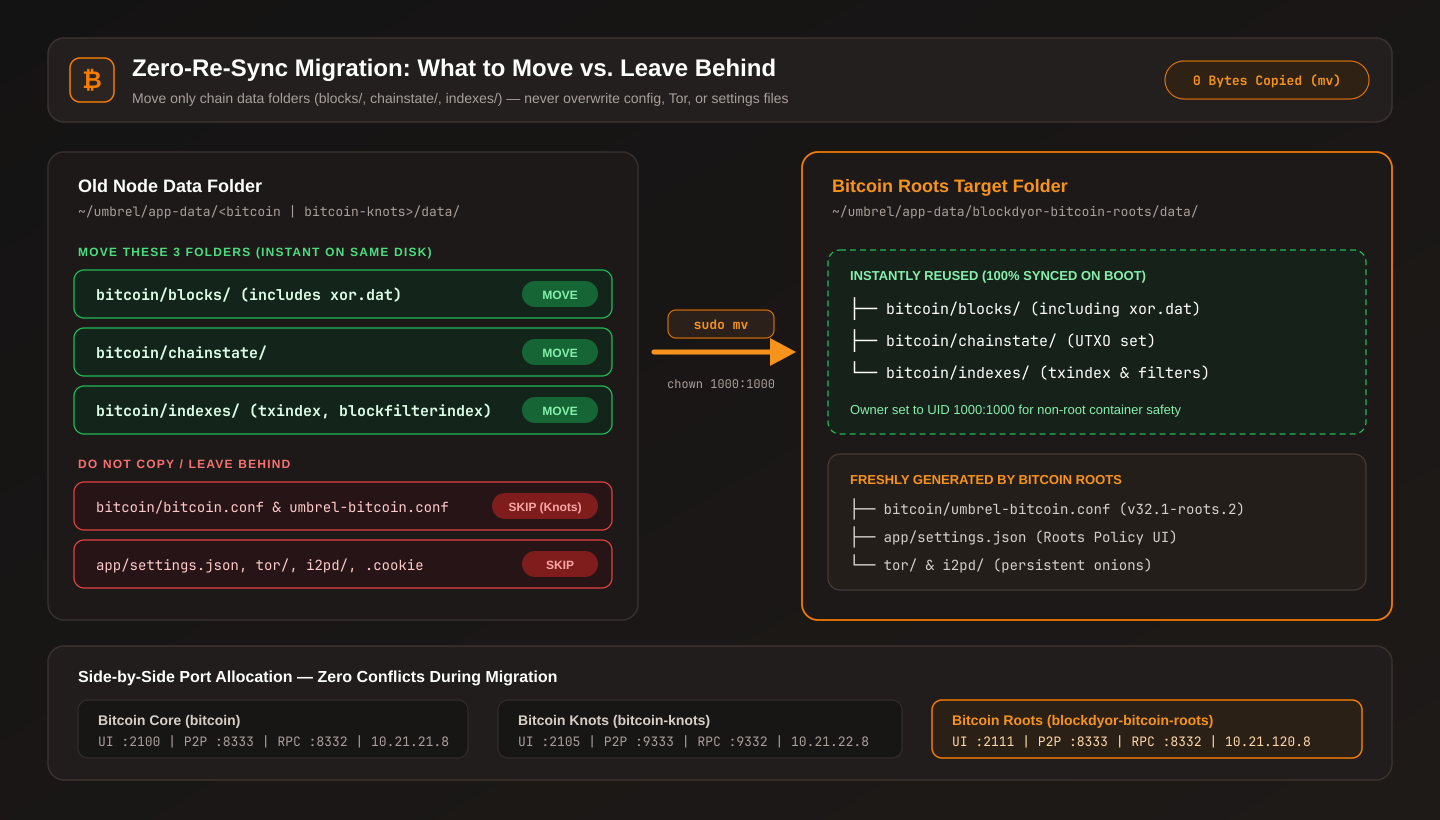 ₿
Zero-Re-Sync Migration: What to Move vs. Leave Behind
Move only chain data folders (blocks/, chainstate/, indexes/) — never overwrite config, Tor, or settings files
0 Bytes Copied (mv)
Old Node Data Folder
~/umbrel/app-data/<bitcoin | bitcoin-knots>/data/
MOVE THESE 3 FOLDERS (INSTANT ON SAME DISK)
bitcoin/blocks/ (includes xor.dat) MOVE
bitcoin/chainstate/ MOVE
bitcoin/indexes/ (txindex, blockfilterindex) MOVE
DO NOT COPY / LEAVE BEHIND
bitcoin/bitcoin.conf & umbrel-bitcoin.conf SKIP (Knots)
app/settings.json, tor/, i2pd/, .cookie SKIP
sudo mv
chown 1000:1000
Bitcoin Roots Target Folder
~/umbrel/app-data/blockdyor-bitcoin-roots/data/
INSTANTLY REUSED (100% SYNCED ON BOOT)
├── bitcoin/blocks/ (including xor.dat)
├── bitcoin/chainstate/ (UTXO set)
└── bitcoin/indexes/ (txindex & filters)
Owner set to UID 1000:1000 for non-root container safety
FRESHLY GENERATED BY BITCOIN ROOTS
├── bitcoin/umbrel-bitcoin.conf (v32.1-roots.2)
├── app/settings.json (Roots Policy UI)
└── tor/ & i2pd/ (persistent onions)
Side-by-Side Port Allocation — Zero Conflicts During Migration
Bitcoin Core (bitcoin)
UI :2100 | P2P :8333 | RPC :8332 | 10.21.21.8
Bitcoin Knots (bitcoin-knots)
UI :2105 | P2P :9333 | RPC :9332 | 10.21.22.8
Bitcoin Roots (blockdyor-bitcoin-roots)
UI :2111 | P2P :8333 | RPC :8332 | 10.21.120.8